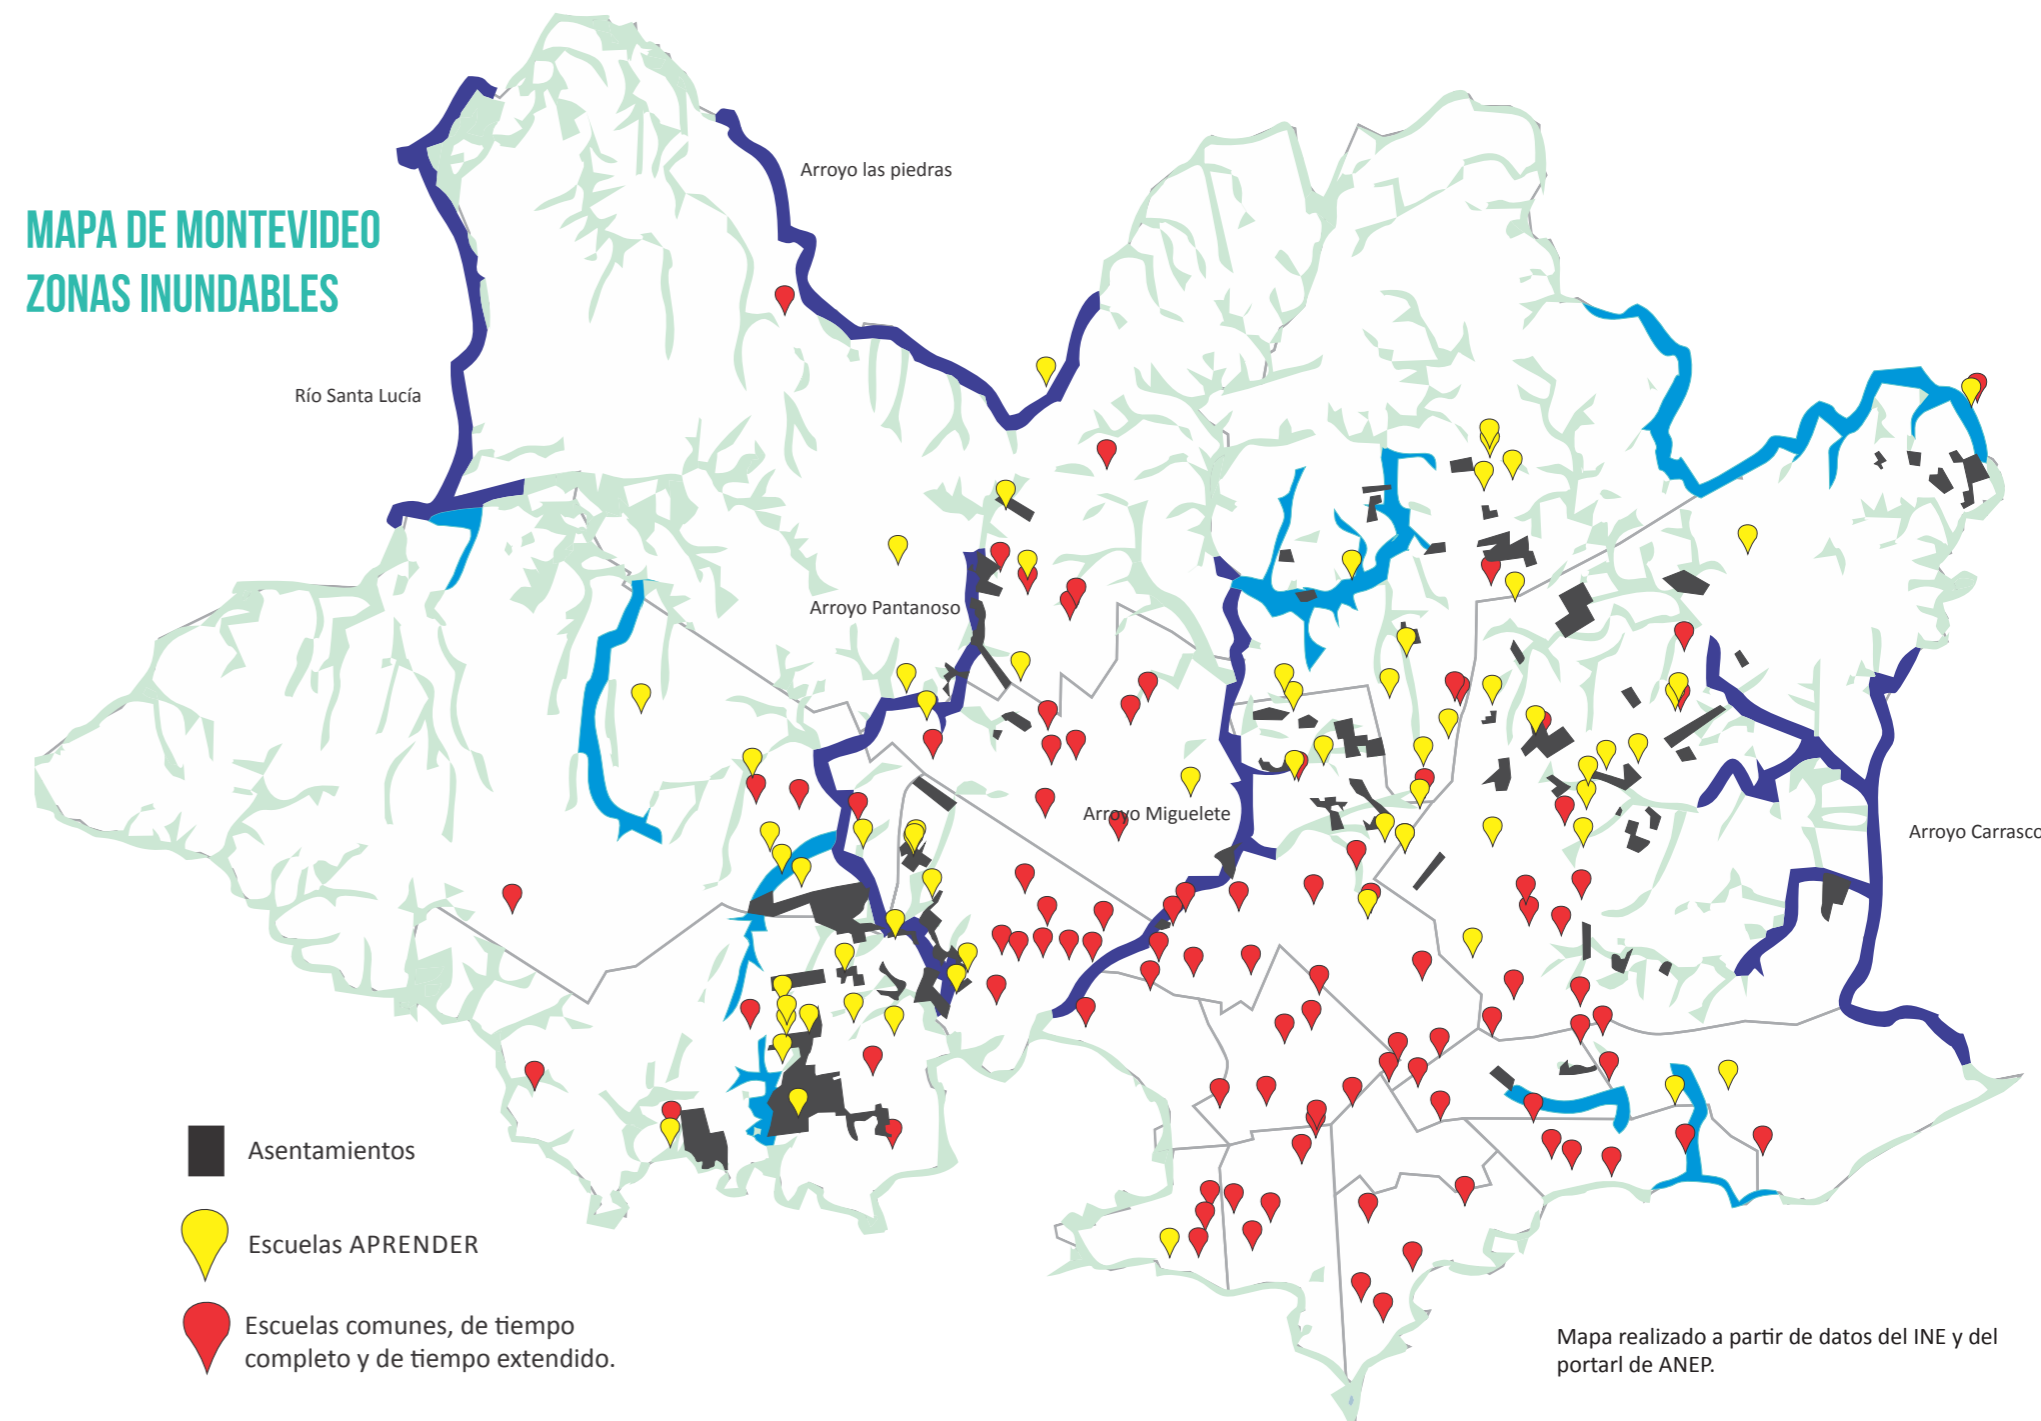 MAPA DE MONTEVIDEO
ZONAS INUNDABLES
Arroyo las piedras
Río Santa Lucía
Arroyo Pantanoso
Arroyo Miguelete
Arroyo Carrasco
Asentamientos
Escuelas APRENDER
Escuelas comunes, de tiempo
completo y de tiempo extendido.
Mapa realizado a partir de datos del INE y del
portarl de ANEP.